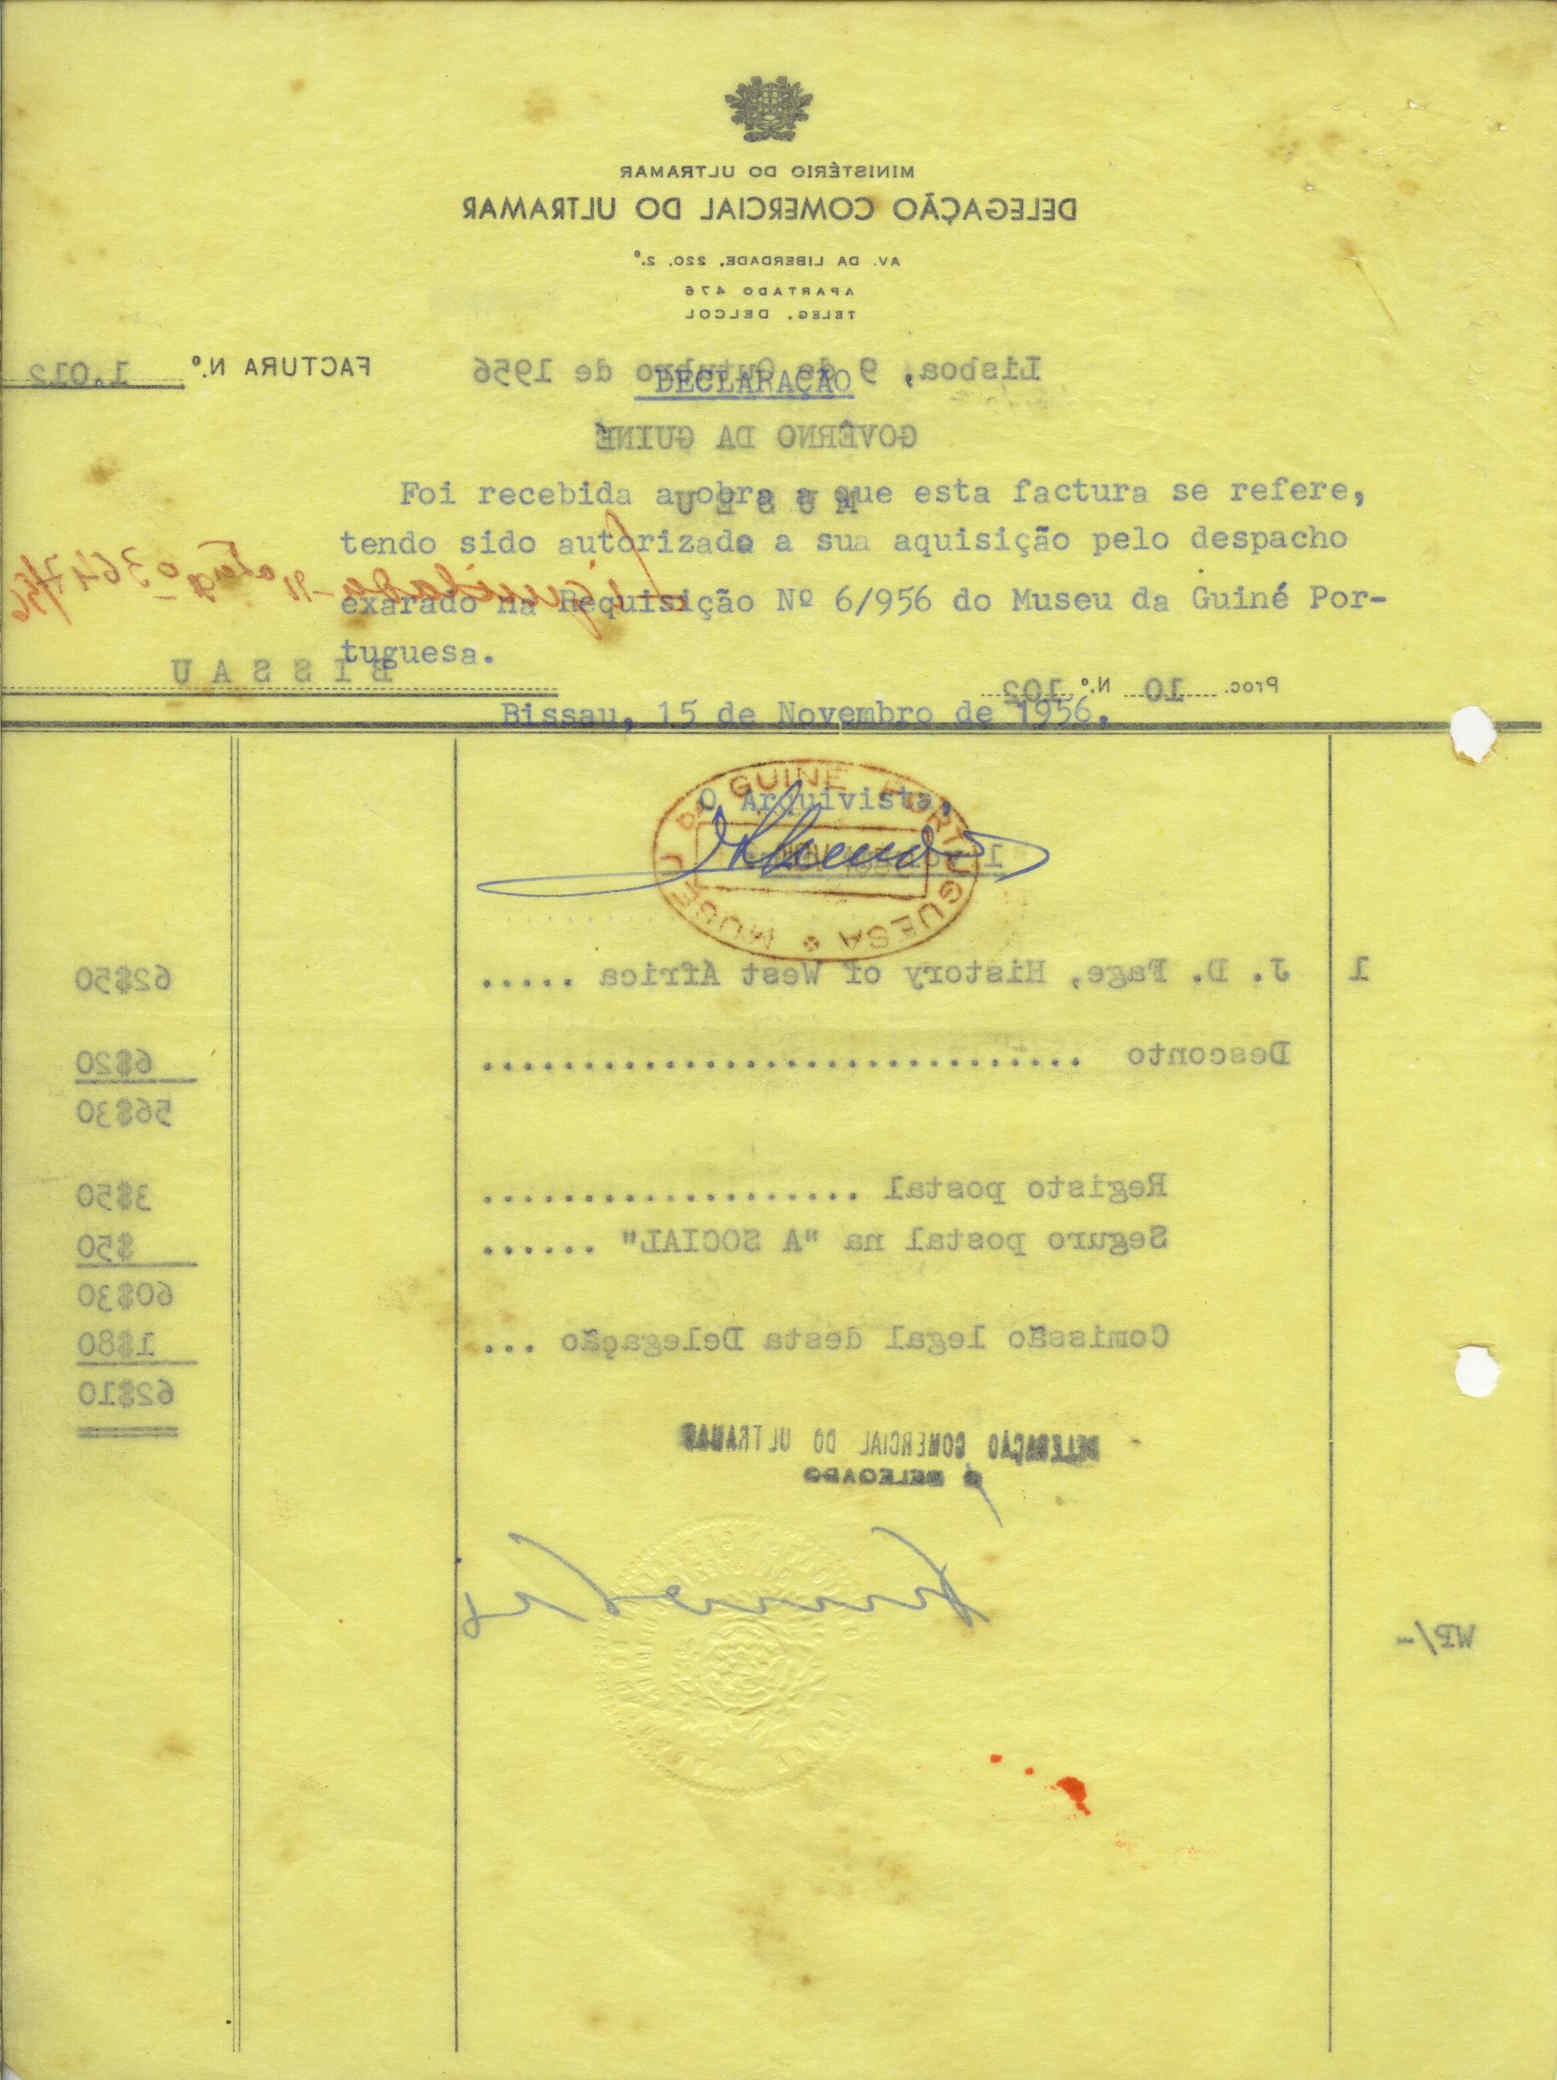 MINISTÉRIO DO ULTRAMAR
DELEGAÇÃO COMERCIAL DO ULTRAMAR
AV. DA LIBERDADE, 220, 2.º
APARTADO 476
TELEG. DELCOL
Lisboa, 9 de Outubro de 1956 FACTURA N.º 1.012
DECLARAÇÃO
GOVÊRNO DA GUINÉ
MUSEU
Foi recebida a obra a que esta factura se refere,
tendo sido autorizada a sua aquisição pelo despacho
exarado na Requisição Nº 6/956 do Museu da Guiné Por-
tuguesa.
Proc. 10 N.º 102 BISSAU
Bissau, 15 de Novembro de 1956.
O Arquivista,
MUSEU DA GUINÉ PORTUGUESA
1 J. D. Fage, History of West Africa ..... 62$50
Desconto .............................. 6$20
56$30
Registo postal ................... 3$50
Seguro postal na "A SOCIAL" ...... $50
60$30
Comissão legal desta Delegação ... 1$80
62$10
DELEGAÇÃO COMERCIAL DO ULTRAMAR
O DELEGADO
WP/-